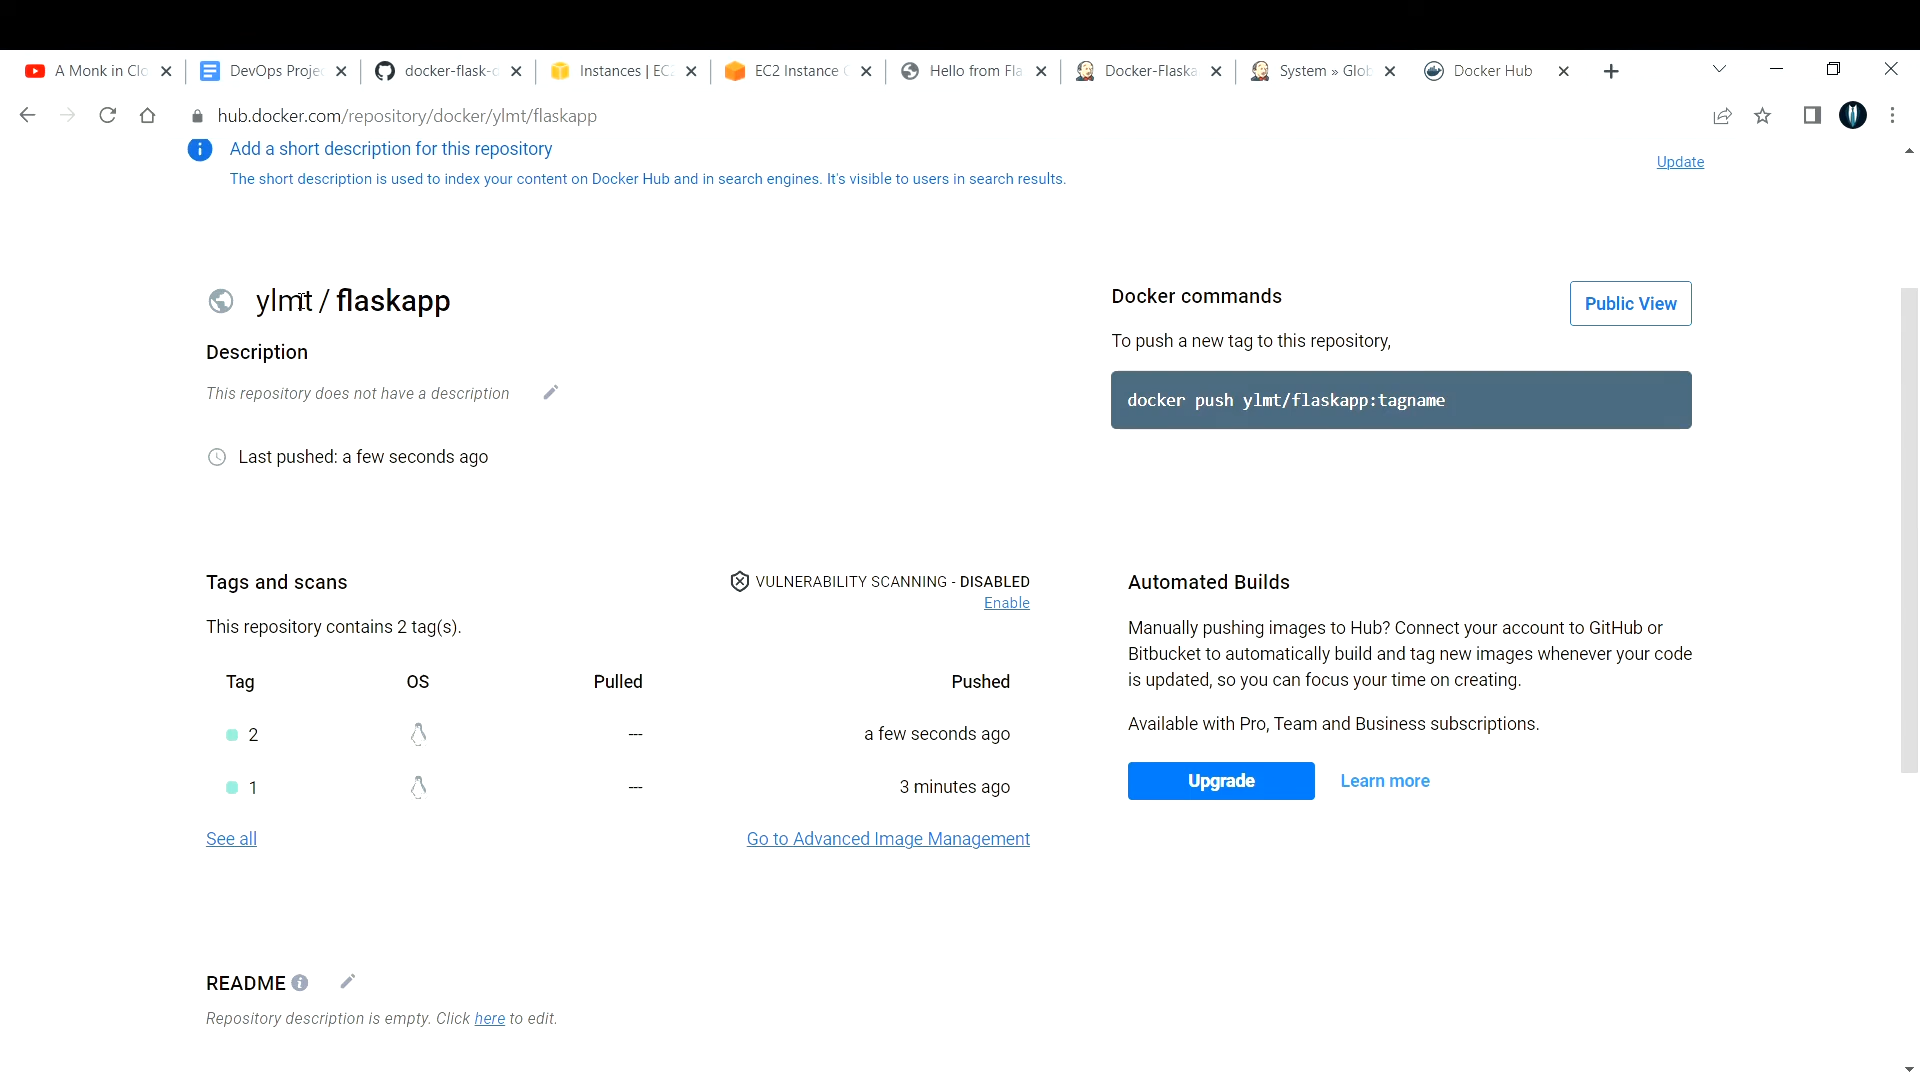 A Monk in Clo
DevOps Projec
docker-flask-c
Instances | EC2
EC2 Instance C
Hello from Fla
Docker-Flaska
System » Glob
Docker Hub
hub.docker.com/repository/docker/ylmt/flaskapp
Add a short description for this repository
Update
The short description is used to index your content on Docker Hub and in search engines. It's visible to users in search results.
ylmt / flaskapp
Docker commands
Public View
To push a new tag to this repository,
Description
This repository does not have a description
docker push ylmt/flaskapp:tagname
Last pushed: a few seconds ago
Tags and scans
VULNERABILITY SCANNING - DISABLED
Enable
Automated Builds
This repository contains 2 tag(s).
Manually pushing images to Hub? Connect your account to GitHub or
Bitbucket to automatically build and tag new images whenever your code
is updated, so you can focus your time on creating.
Tag OS Pulled Pushed
Available with Pro, Team and Business subscriptions.
2 --- a few seconds ago
1 --- 3 minutes ago
Upgrade Learn more
See all
Go to Advanced Image Management
README
Repository description is empty. Click here to edit.